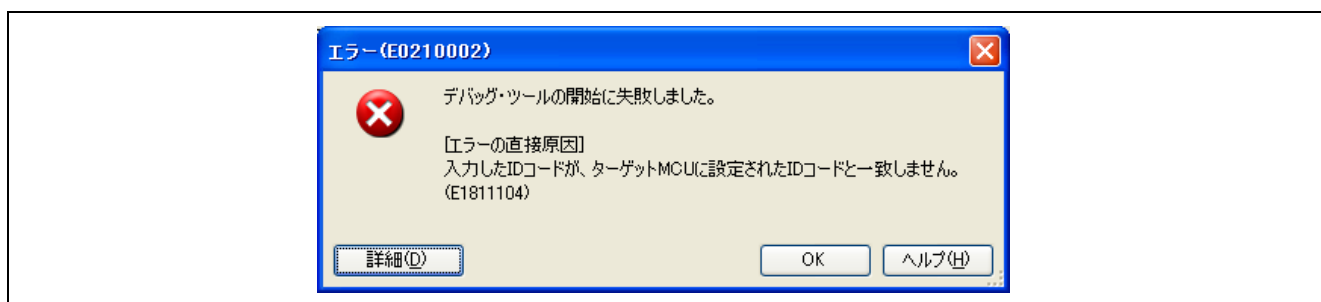 エラー(E0210002)
デバッグ・ツールの開始に失敗しました。
[エラーの直接原因]
入力したIDコードが、ターゲットMCUに設定されたIDコードと一致しません。
(E1811104)
詳細(D)
OK
ヘルプ(H)